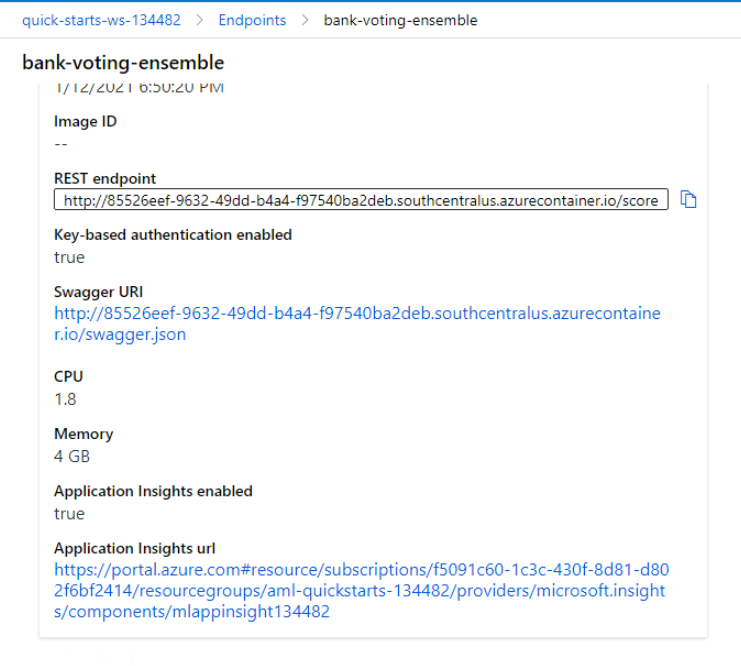 quick-starts-ws-134482 > Endpoints > bank-voting-ensemble
bank-voting-ensemble
1/12/2021 6:50:20 PM
Image ID
--
REST endpoint
http://85526eef-9632-49dd-b4a4-f97540ba2deb.southcentralus.azurecontainer.io/score
Key-based authentication enabled
true
Swagger URI
http://85526eef-9632-49dd-b4a4-f97540ba2deb.southcentralus.azurecontaine
r.io/swagger.json
CPU
1.8
Memory
4 GB
Application Insights enabled
true
Application Insights url
https://portal.azure.com#resource/subscriptions/f5091c60-1c3c-430f-8d81-d80
2f6bf2414/resourcegroups/aml-quickstarts-134482/providers/microsoft.insight
s/components/mlappinsight134482